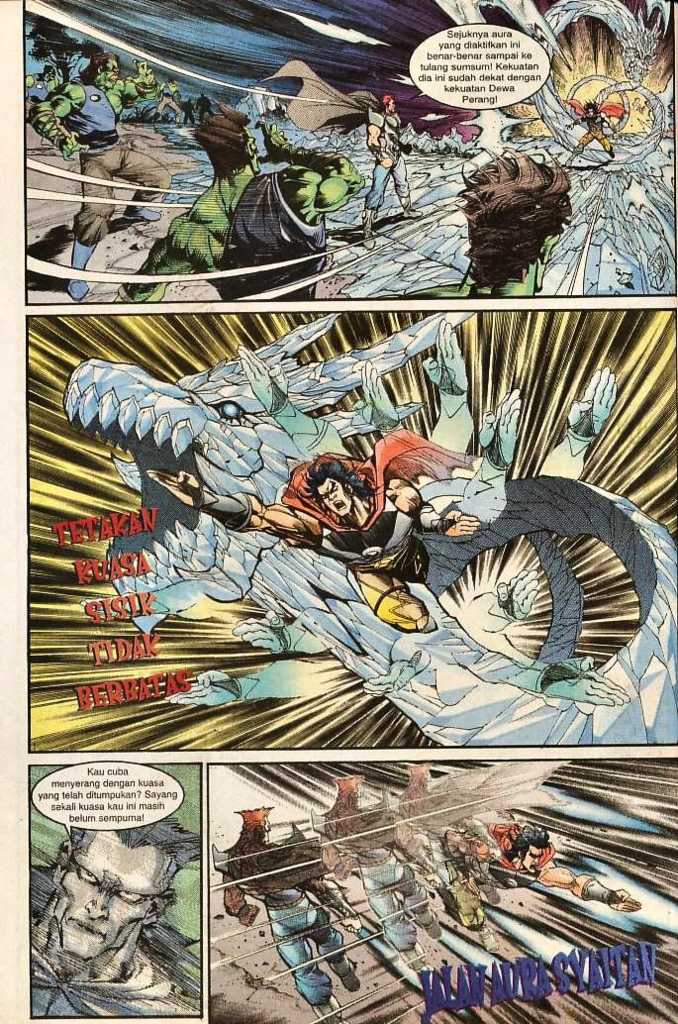 Sejuknya aura
yang diaktifkan ini
benar-benar sampai ke
tulang sumsum! Kekuatan
dia ini sudah dekat dengan
kekuatan Dewa
Perang!
TETAKAN
KUASA
SISIK
TIDAK
BERBATAS
Kau cuba
menyerang dengan kuasa
yang telah ditumpukan? Sayang
sekali kuasa kau ini masih
belum sempurna!
JALAN AURA SYAITAN